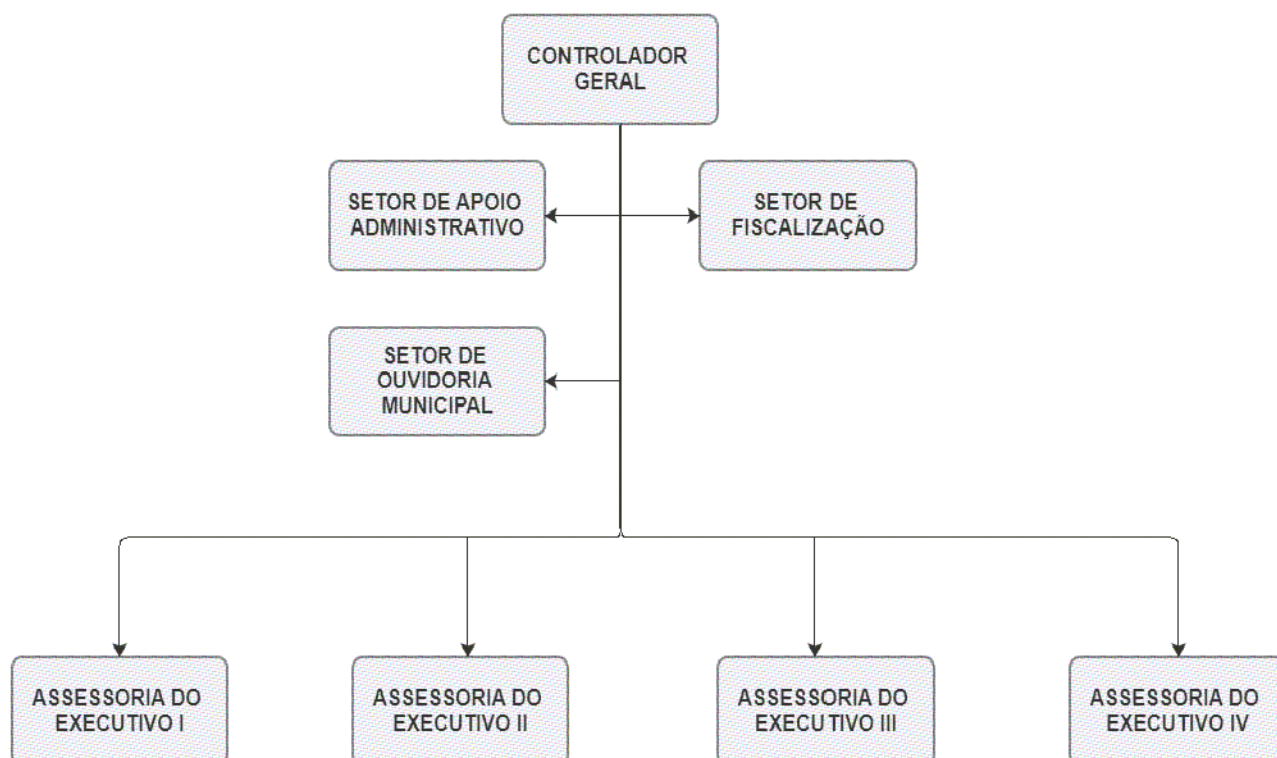 CONTROLADOR
GERAL
SETOR DE APOIO
ADMINISTRATIVO
SETOR DE
FISCALIZAÇÃO
SETOR DE
OUVIDORIA
MUNICIPAL
ASSESSORIA DO
EXECUTIVO I
ASSESSORIA DO
EXECUTIVO II
ASSESSORIA DO
EXECUTIVO III
ASSESSORIA DO
EXECUTIVO IV